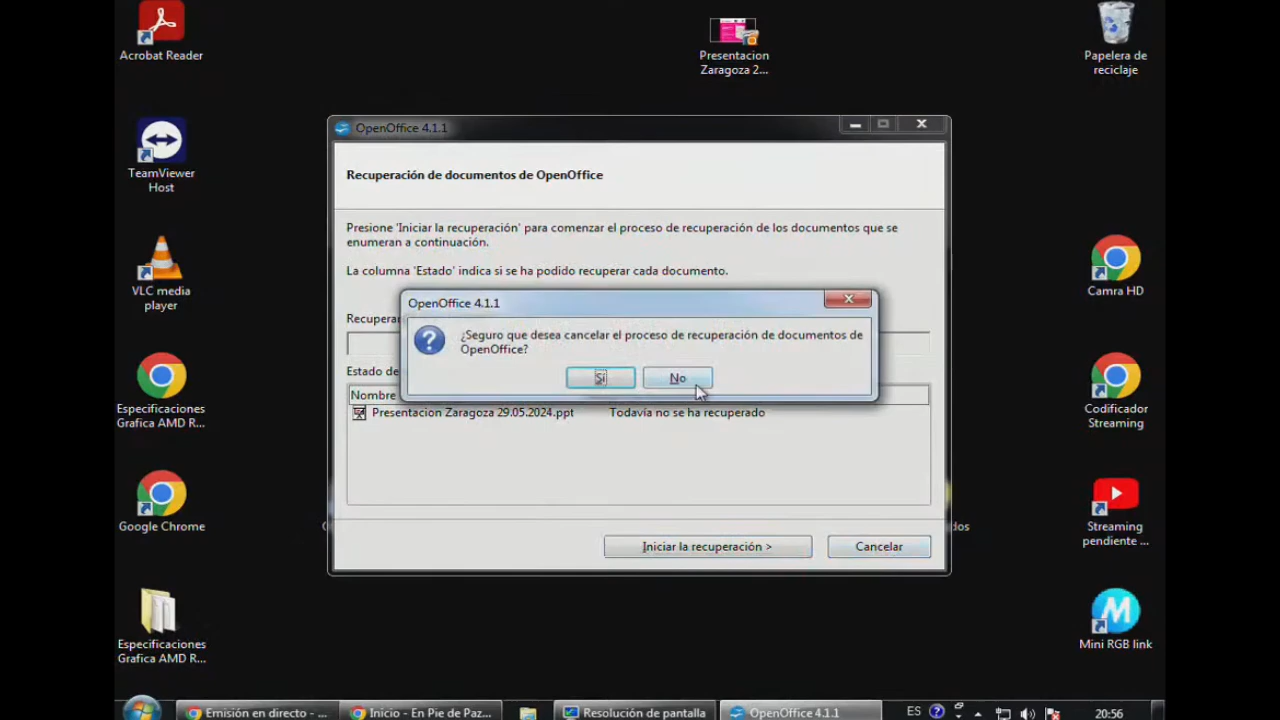 Acrobat Reader
Presentacion
Zaragoza 2...
Papelera de
reciclaje
TeamViewer
Host
OpenOffice 4.1.1
Recuperación de documentos de OpenOffice
Presione 'Iniciar la recuperación' para comenzar el proceso de recuperación de los documentos que se
enumeran a continuación.
La columna 'Estado' indica si se ha podido recuperar cada documento.
VLC media
player
Camra HD
OpenOffice 4.1.1
¿Seguro que desea cancelar el proceso de recuperación de documentos de
OpenOffice?
Sí
No
Estado de
Nombre
Presentacion Zaragoza 29.05.2024.ppt
Todavía no se ha recuperado
Especificaciones
Grafica AMD R...
Codificador
Streaming
Google Chrome
Iniciar la recuperación >
Cancelar
Streaming
pendiente ...
Especificaciones
Grafica AMD R...
Mini RGB link
Emisión en directo - ...
Inicio - En Pie de Paz...
Resolución de pantalla
OpenOffice 4.1.1
ES
20:56